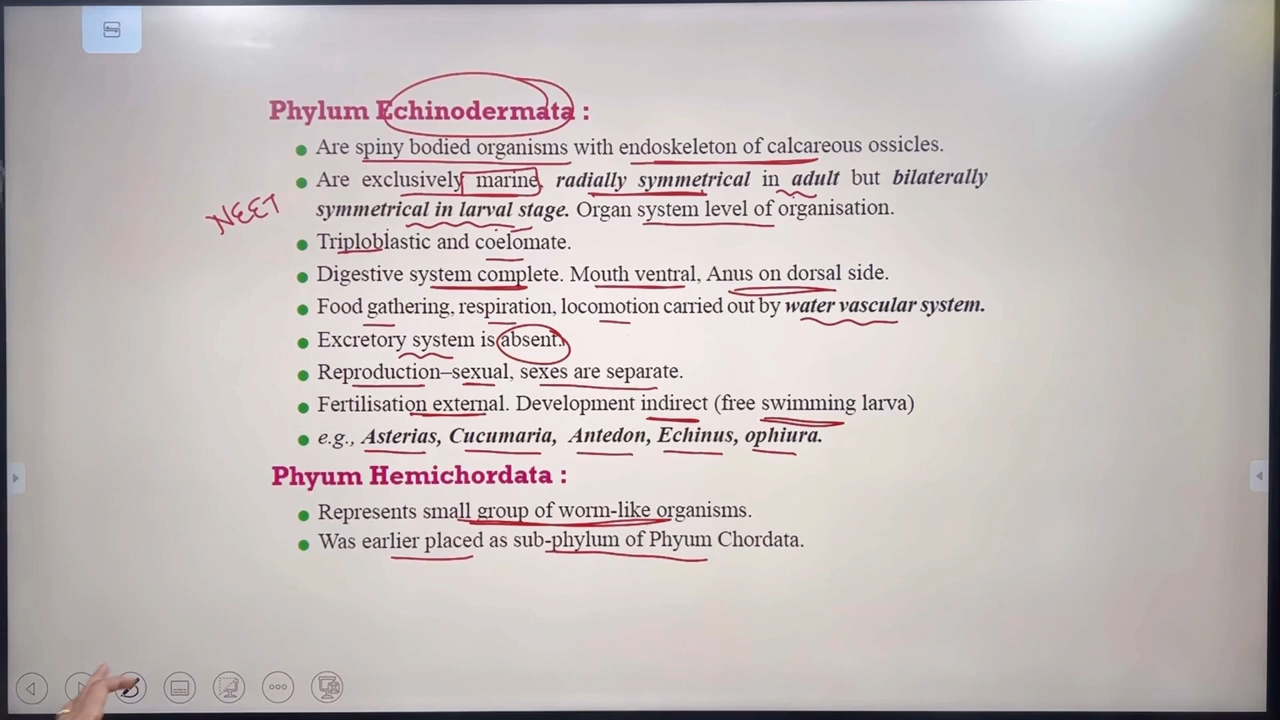 Phylum Echinodermata :
Are spiny bodied organisms with endoskeleton of calcareous ossicles.
Are exclusively marine, radially symmetrical in adult but bilaterally
NEET
symmetrical in larval stage. Organ system level of organisation.
Triploblastic and coelomate.
Digestive system complete. Mouth ventral, Anus on dorsal side.
Food gathering, respiration, locomotion carried out by water vascular system.
Excretory system is absent.
Reproduction–sexual, sexes are separate.
Fertilisation external. Development indirect (free swimming larva)
e.g., Asterias, Cucumaria, Antedon, Echinus, ophiura.
Phyum Hemichordata :
Represents small group of worm-like organisms.
Was earlier placed as sub-phylum of Phyum Chordata.